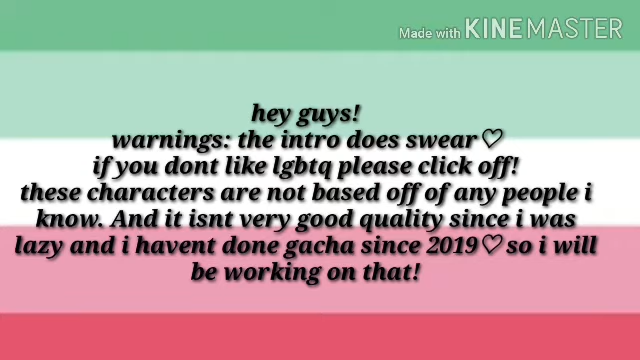 Made with KINEMASTER
hey guys!
warnings: the intro does swear♡
if you dont like lgbtq please click off!
these characters are not based off of any people i
know. And it isnt very good quality since i was
lazy and i havent done gacha since 2019♡ so i will
be working on that!